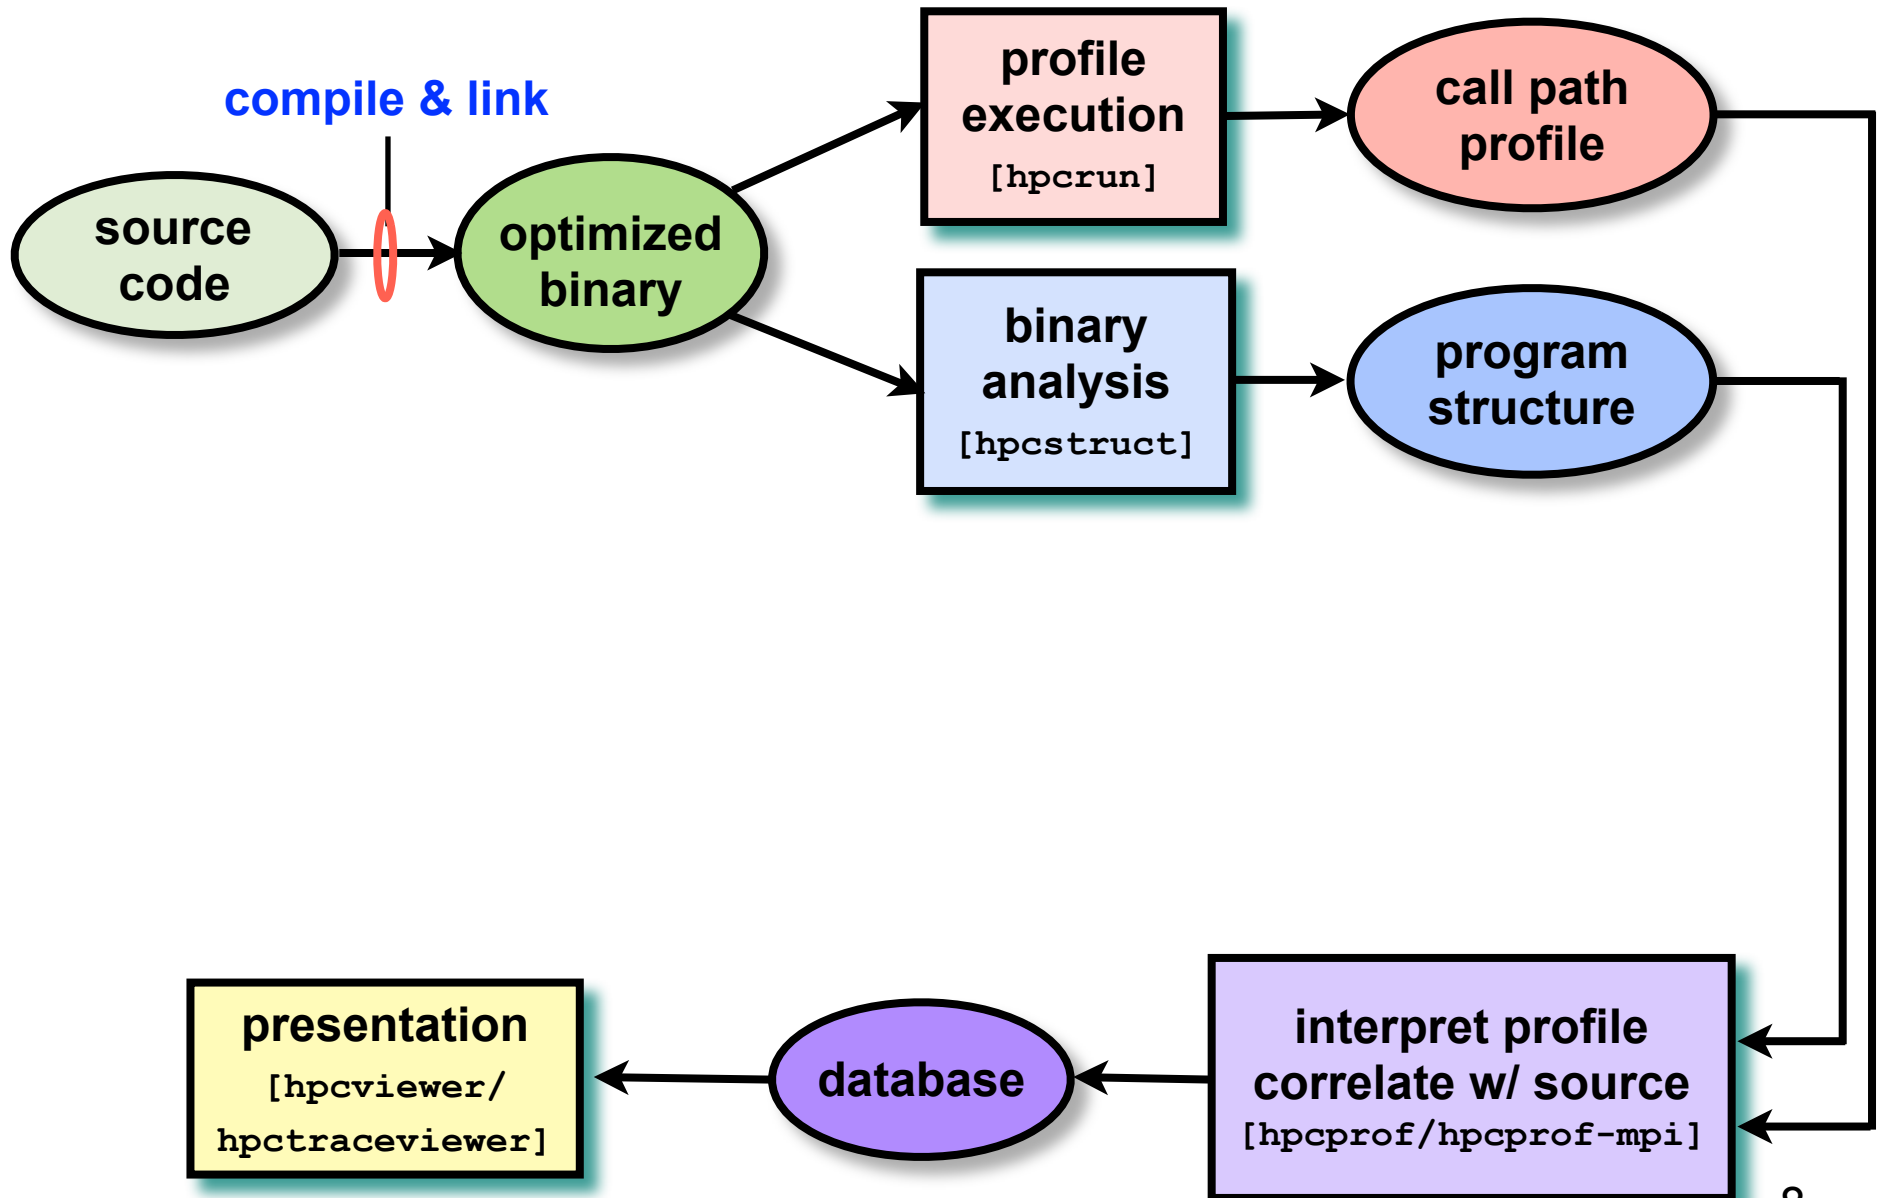 compile & link
source
code
optimized
binary
profile
execution
[hpcrun]
call path
profile
binary
analysis
[hpcstruct]
program
structure
interpret profile
correlate w/ source
[hpcprof/hpcprof-mpi]
database
presentation
[hpcviewer/
hpctraceviewer]